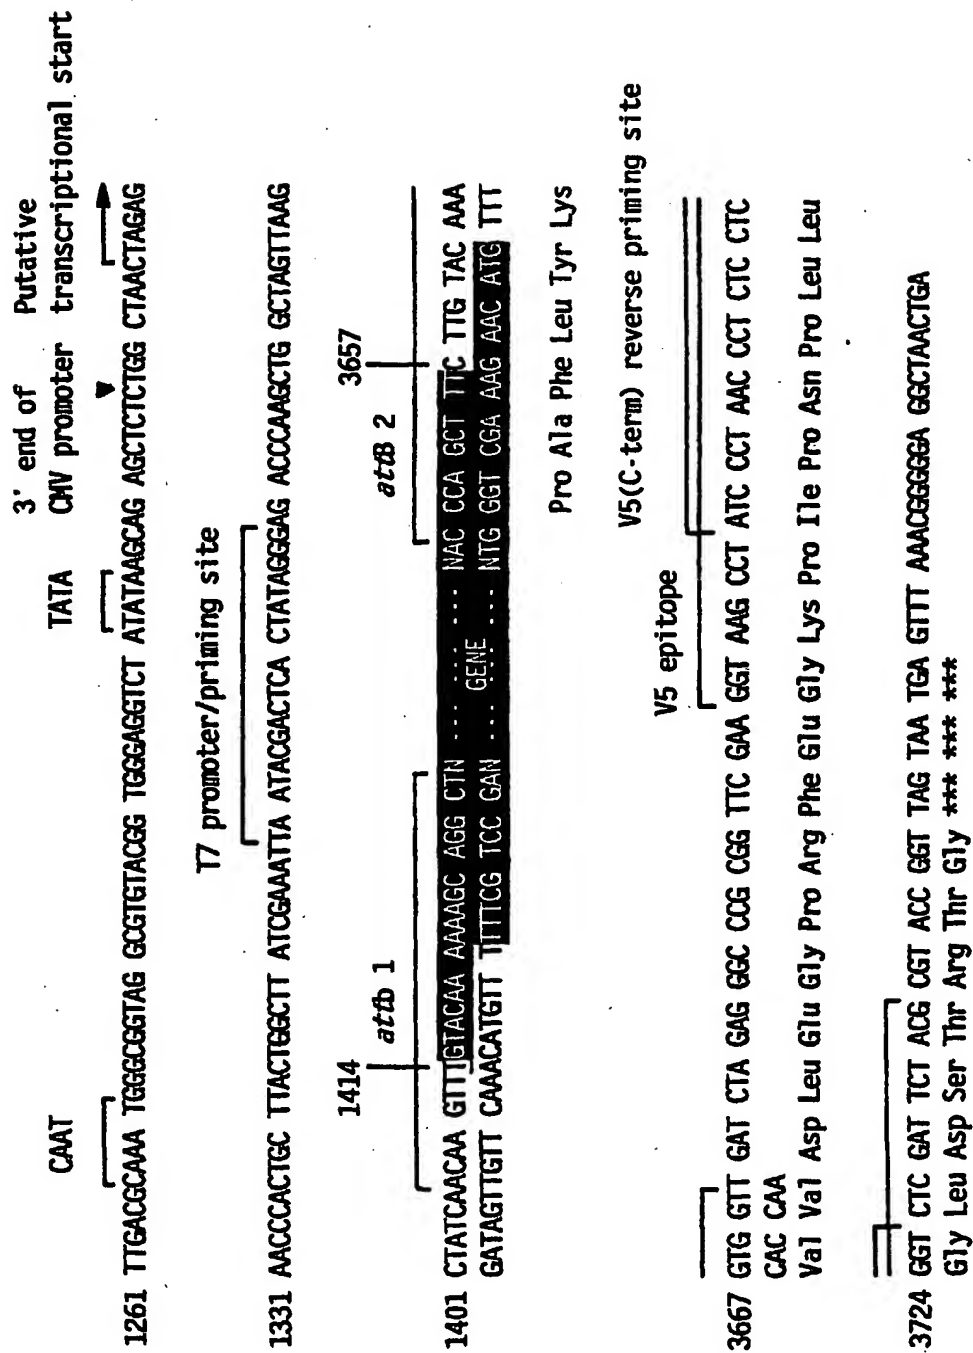 3' end of Putative
CAAT TATA CMV promoter transcriptional start
1261 TTGACGCAAA TGGGCGGTAG GCGTGTACGG TGGGAGGTCT ATATAAGCAG AGCTCTCTGG CTAACTAGAG
T7 promoter/priming site
1331 AACCCACTGC TTACTGGCTT ATCGAAATTA ATACGACTCA CTATAGGGAG ACCCAAGCTG GCTAGTTAAG
1414 3657
attb 1 attB 2
1401 CTATCAACAA GTTTGTACAAA AAAGC AGG CTN ... ... ... NAC CCA GCT TTC TTG TAC AAA
GENE
GATAGTTGTT CAAACATGTT TTTTCG TCC GAN ... ... ... NTG GGT CGA AAG AAC ATG TTT
Pro Ala Phe Leu Tyr Lys
V5 epitope V5(C-term) reverse priming site
3667 GTG GTT GAT CTA GAG GGC CCG CGG TTC GAA GGT AAG CCT ATC CCT AAC CCT CTC CTC
CAC CAA
Val Val Asp Leu Glu Gly Pro Arg Phe Glu Gly Lys Pro Ile Pro Asn Pro Leu Leu
3724 GGT CTC GAT TCT ACG CGT ACC GGT TAG TAA TGA GTTT AAACGGGGGA GGCTAACTGA
Gly Leu Asp Ser Thr Arg Thr Gly *** *** ***